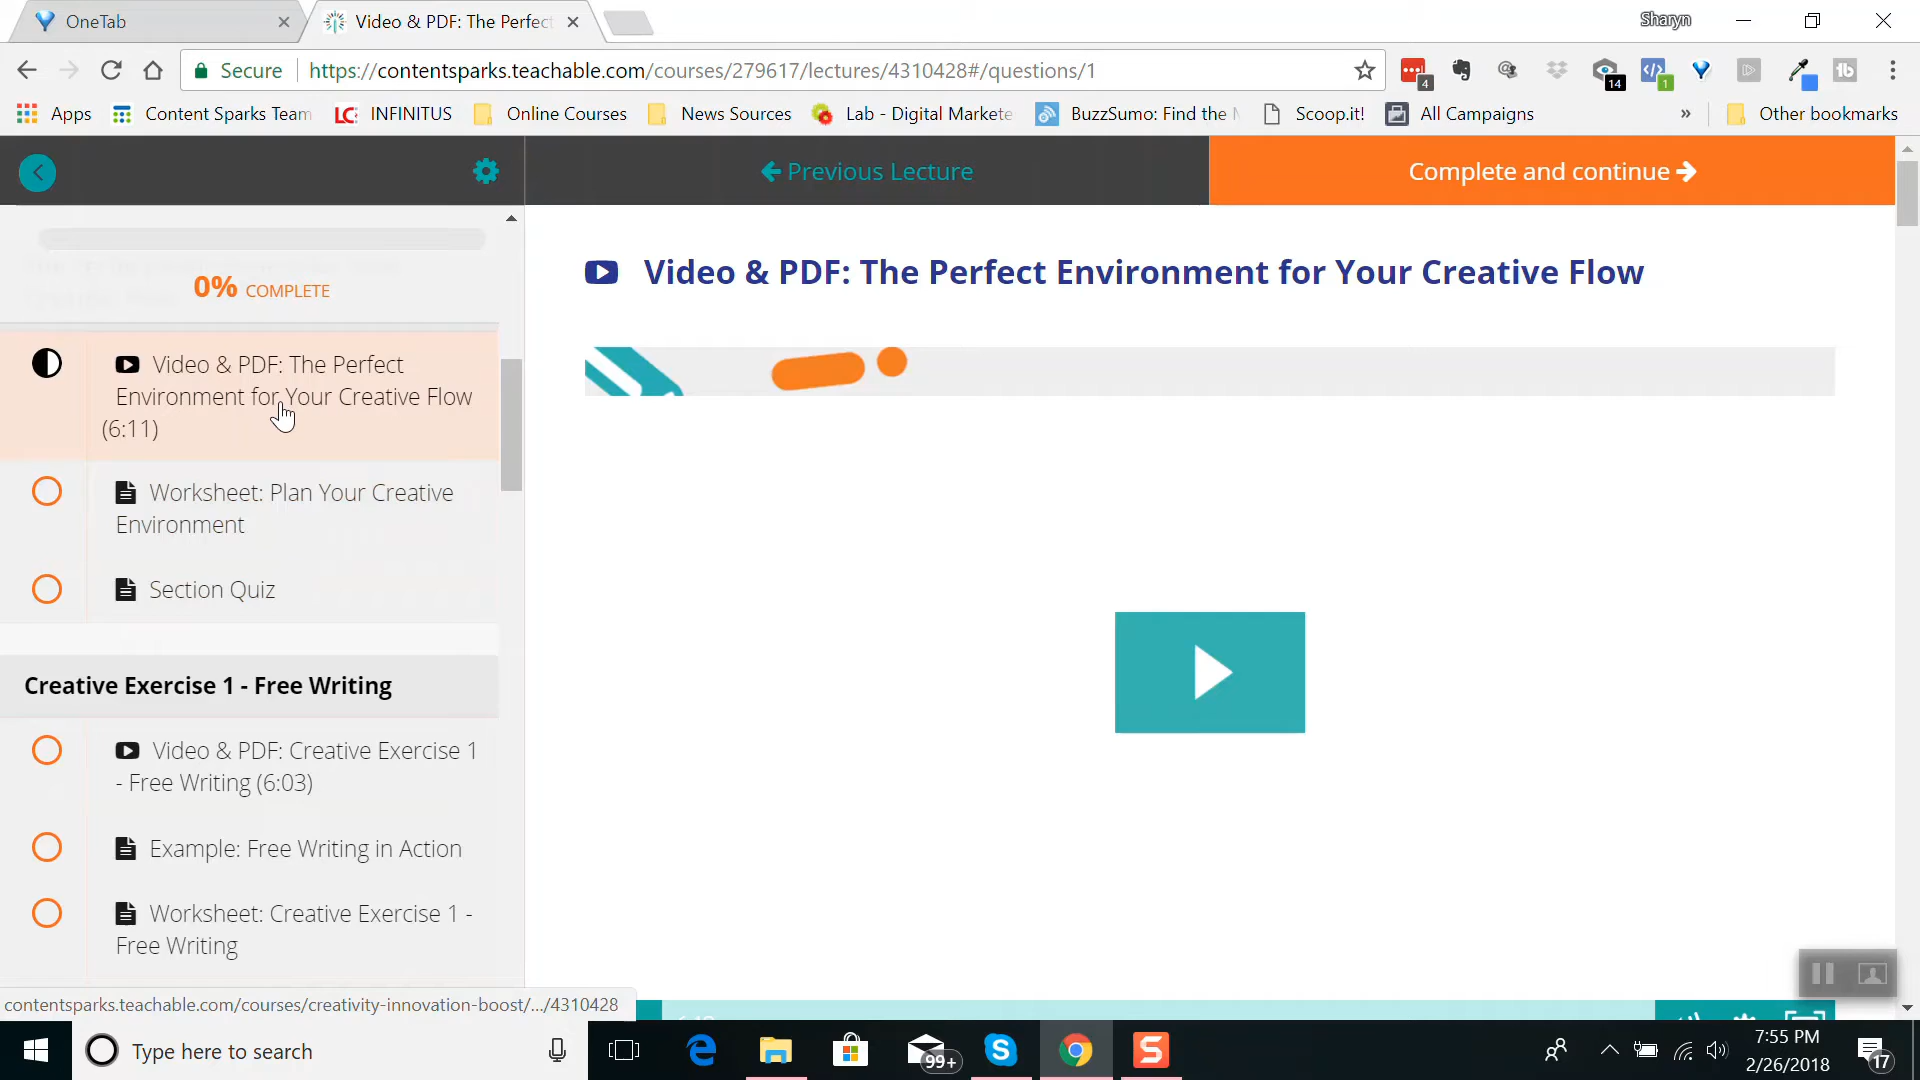 OneTab
Video & PDF: The Perfect
Sharyn
Secure
https://contentsparks.teachable.com/courses/279617/lectures/4310428#/questions/1
4
14
1
Apps
Content Sparks Team
LC
INFINITUS
Online Courses
News Sources
Lab - Digital Markete
BuzzSumo: Find the
Scoop.it!
All Campaigns
»
Other bookmarks
Previous Lecture
Complete and continue
0% COMPLETE
Video & PDF: The Perfect
Environment for Your Creative Flow
(6:11)
Worksheet: Plan Your Creative
Environment
Section Quiz
Creative Exercise 1 - Free Writing
Video & PDF: Creative Exercise 1
- Free Writing (6:03)
Example: Free Writing in Action
Worksheet: Creative Exercise 1 -
Free Writing
Video & PDF: The Perfect Environment for Your Creative Flow
contentsparks.teachable.com/courses/creativity-innovation-boost/.../4310428
Type here to search
99+
7:55 PM
2/26/2018
17